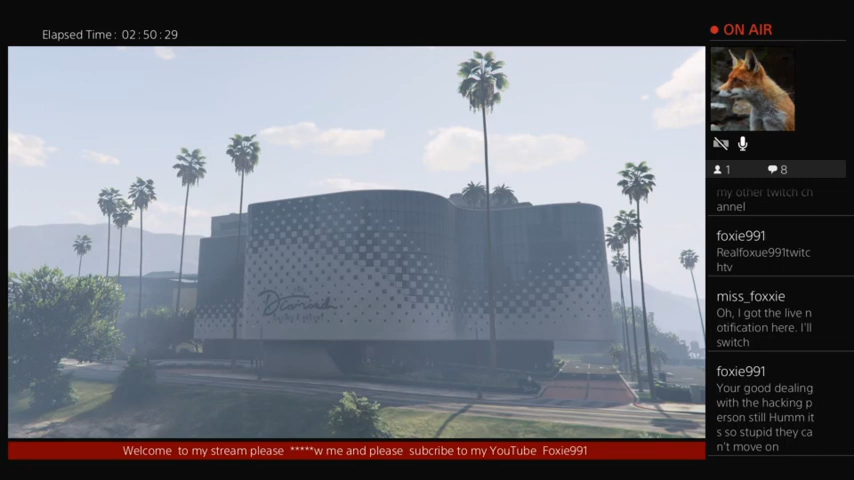 Elapsed Time : 02 : 50 : 29
ON AIR
1
8
my other twitch ch
annel
foxie991
Realfoxue991twitc
htv
miss_foxxie
Oh, I got the live n
otification here. I'll
switch
foxie991
Your good dealing
with the hacking p
erson still Humm it
s so stupid they ca
n't move on
The
Diamond
Welcome to my stream please *****w me and please subcribe to my YouTube Foxie991